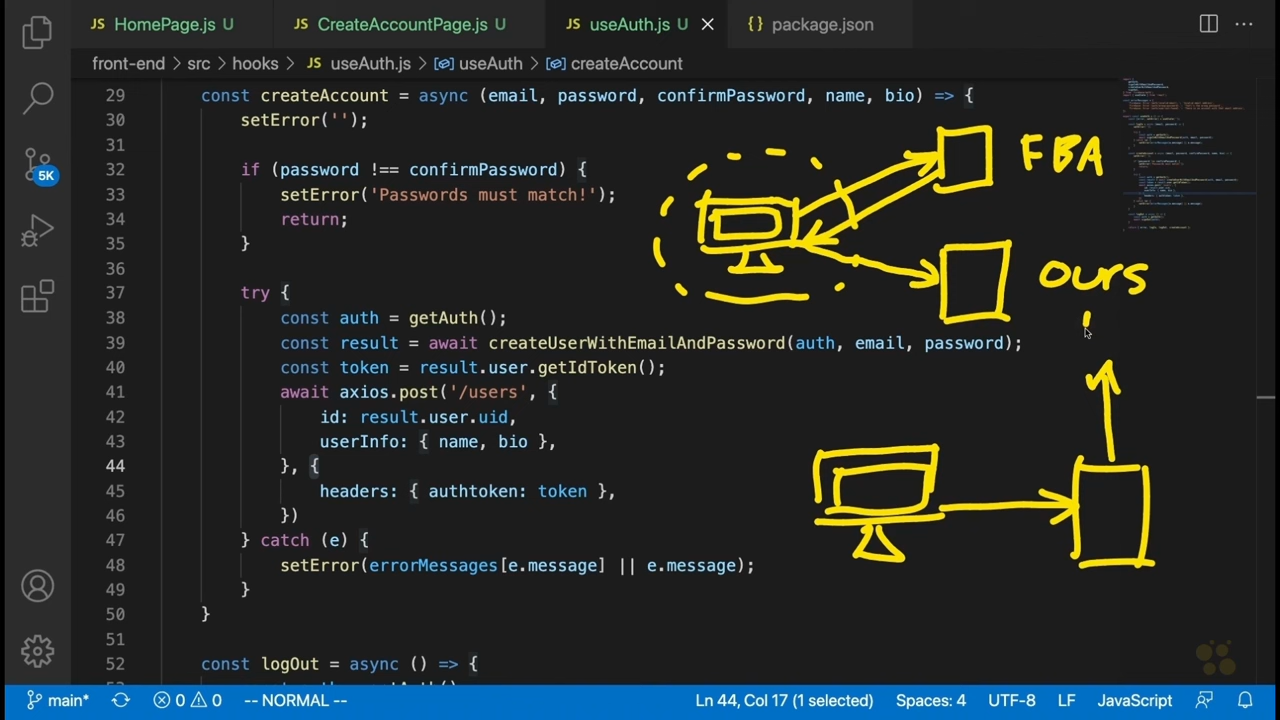 JS HomePage.js U JS CreateAccountPage.js U JS useAuth.js U {} package.json
front-end > src > hooks > JS useAuth.js > useAuth > createAccount
29 const createAccount = async (email, password, confirmPassword, name, bio) => {
30 setError('');
FBA
32 if (password !== confirmPassword) {
33 setError('Passwords must match!');
34 return;
35 }
36
ours
37 try {
38 const auth = getAuth();
39 const result = await createUserWithEmailAndPassword(auth, email, password);
40 const token = result.user.getIdToken();
41 await axios.post('/users', {
42 id: result.user.uid,
43 userInfo: { name, bio },
44 }, {
45 headers: { authtoken: token },
46 })
47 } catch (e) {
48 setError(errorMessages[e.message] || e.message);
49 }
50 }
51
52 const logOut = async () => {
5K
main* 0 0 -- NORMAL -- Ln 44, Col 17 (1 selected) Spaces: 4 UTF-8 LF JavaScript